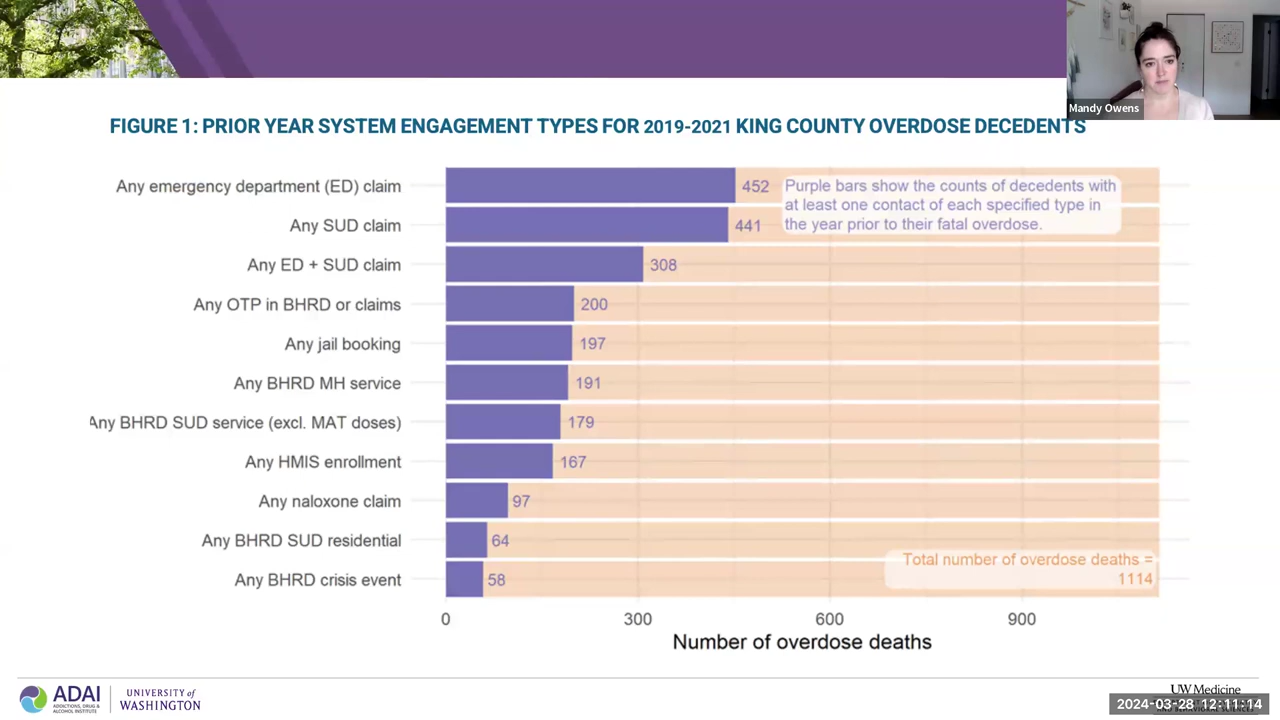 Mandy Owens
FIGURE 1: PRIOR YEAR SYSTEM ENGAGEMENT TYPES FOR 2019-2021 KING COUNTY OVERDOSE DECEDENTS
Any emergency department (ED) claim 452
Purple bars show the counts of decedents with
at least one contact of each specified type in
the year prior to their fatal overdose.
Any SUD claim 441
Any ED + SUD claim 308
Any OTP in BHRD or claims 200
Any jail booking 197
Any BHRD MH service 191
Any BHRD SUD service (excl. MAT doses) 179
Any HMIS enrollment 167
Any naloxone claim 97
Any BHRD SUD residential 64
Any BHRD crisis event 58
Total number of overdose deaths =
1114
0 300 600 900
Number of overdose deaths
ADAI
ADDICTIONS, DRUG &
ALCOHOL INSTITUTE
UNIVERSITY of
WASHINGTON
UW Medicine
2024-03-28 12:11:14